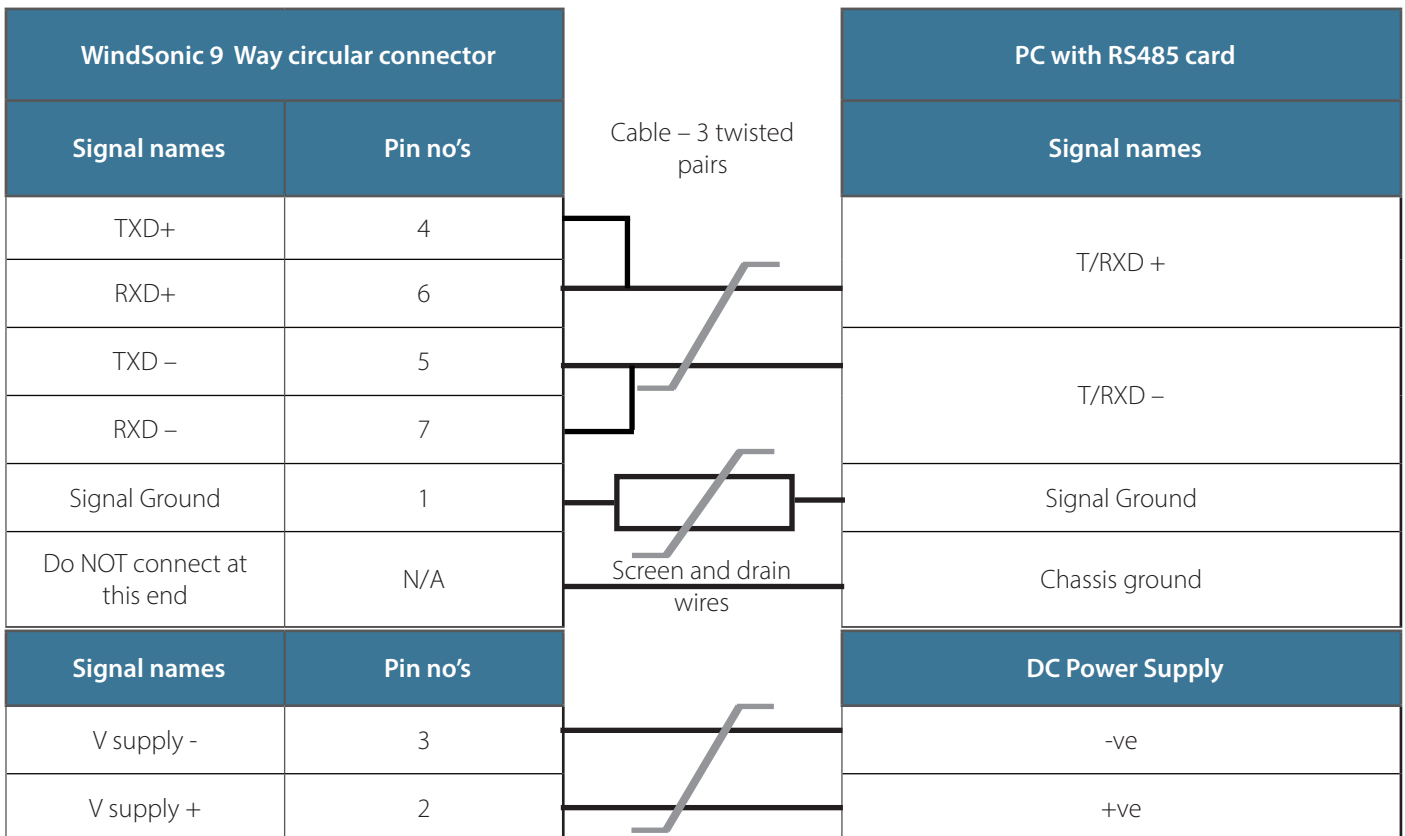 WindSonic 9 Way circular connector
PC with RS485 card
Signal names
Pin no's
Cable – 3 twisted
pairs
Signal names
TXD+
4
T/RXD +
RXD+
6
TXD –
5
T/RXD –
RXD –
7
Signal Ground
1
Signal Ground
Do NOT connect at
this end
N/A
Screen and drain
wires
Chassis ground
Signal names
Pin no's
DC Power Supply
V supply -
3
-ve
V supply +
2
+ve